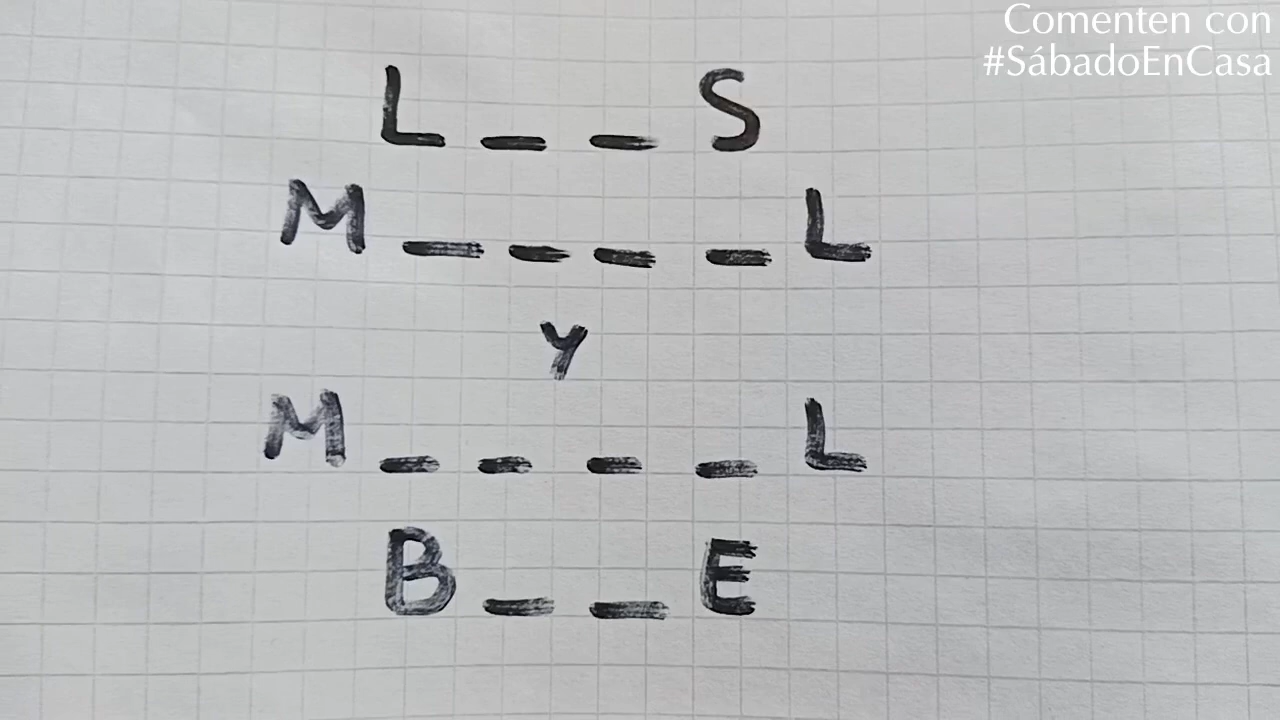 Comenten con
#SábadoEnCasa
L _ _ S
M _ _ _ _ L
Y
M _ _ _ _ L
B _ _ E